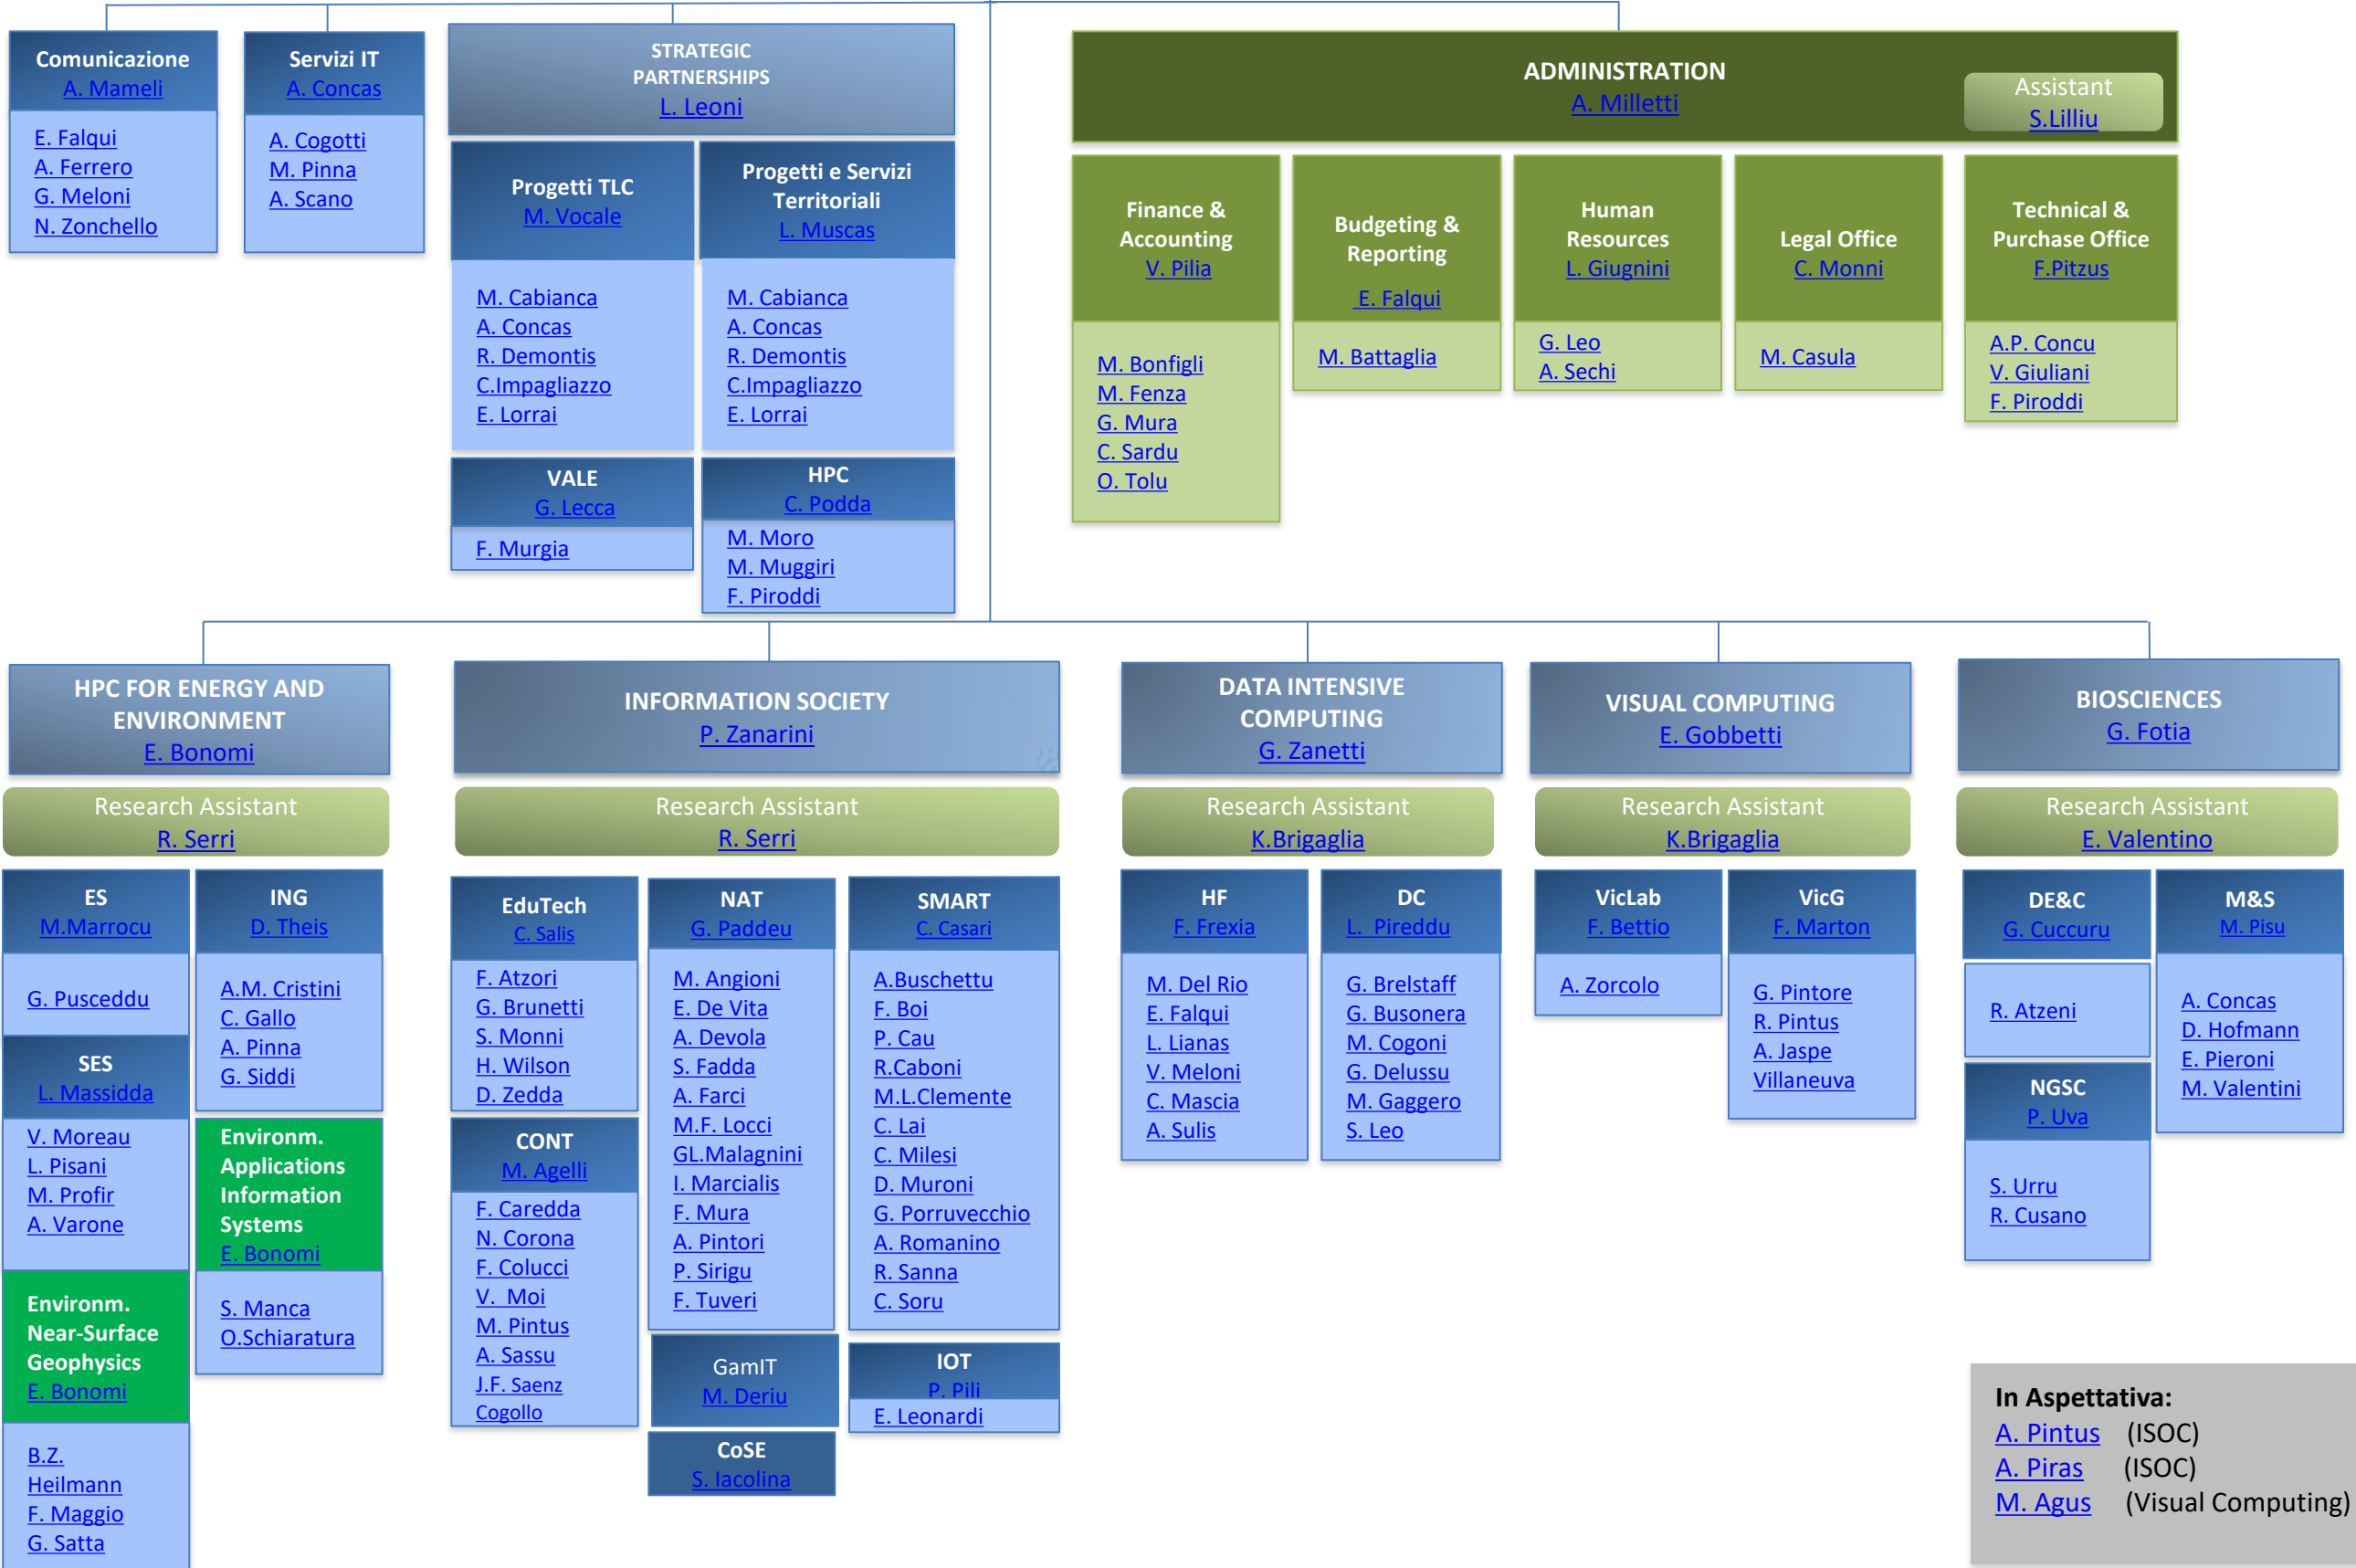 Comunicazione
A. Mameli
E. Falqui
A. Ferrero
G. Meloni
N. Zonchello
Servizi IT
A. Concas
A. Cogotti
M. Pinna
A. Scano
STRATEGIC
PARTNERSHIPS
L. Leoni
Progetti TLC
M. Vocale
M. Cabianca
A. Concas
R. Demontis
C.Impagliazzo
E. Lorrai
Progetti e Servizi
Territoriali
L. Muscas
M. Cabianca
A. Concas
R. Demontis
C.Impagliazzo
E. Lorrai
VALE
G. Lecca
F. Murgia
HPC
C. Podda
M. Moro
M. Muggiri
F. Piroddi
ADMINISTRATION
A. Milletti
Assistant
S.Lilliu
Finance &
Accounting
V. Pilia
M. Bonfigli
M. Fenza
G. Mura
C. Sardu
O. Tolu
Budgeting &
Reporting
E. Falqui
M. Battaglia
Human
Resources
L. Giugnini
G. Leo
A. Sechi
Legal Office
C. Monni
M. Casula
Technical &
Purchase Office
F.Pitzus
A.P. Concu
V. Giuliani
F. Piroddi
HPC FOR ENERGY AND
ENVIRONMENT
E. Bonomi
Research Assistant
R. Serri
ES
M.Marrocu
G. Pusceddu
SES
L. Massidda
V. Moreau
L. Pisani
M. Profir
A. Varone
Environm.
Near-Surface
Geophysics
E. Bonomi
B.Z.
Heilmann
F. Maggio
G. Satta
ING
D. Theis
A.M. Cristini
C. Gallo
A. Pinna
G. Siddi
Environm.
Applications
Information
Systems
E. Bonomi
S. Manca
O.Schiaratura
INFORMATION SOCIETY
P. Zanarini
Research Assistant
R. Serri
EduTech
C. Salis
F. Atzori
G. Brunetti
S. Monni
H. Wilson
D. Zedda
CONT
M. Agelli
F. Caredda
N. Corona
F. Colucci
V. Moi
M. Pintus
A. Sassu
J.F. Saenz
Cogollo
NAT
G. Paddeu
M. Angioni
E. De Vita
A. Devola
S. Fadda
A. Farci
M.F. Locci
GL.Malagnini
I. Marcialis
F. Mura
A. Pintori
P. Sirigu
F. Tuveri
GamIT
M. Deriu
CoSE
S. Iacolina
SMART
C. Casari
A.Buschettu
F. Boi
P. Cau
R.Caboni
M.L.Clemente
C. Lai
C. Milesi
D. Muroni
G. Porruvecchio
A. Romanino
R. Sanna
C. Soru
IOT
P. Pili
E. Leonardi
DATA INTENSIVE
COMPUTING
G. Zanetti
Research Assistant
K.Brigaglia
HF
F. Frexia
M. Del Rio
E. Falqui
L. Lianas
V. Meloni
C. Mascia
A. Sulis
DC
L. Pireddu
G. Brelstaff
G. Busonera
M. Cogoni
G. Delussu
M. Gaggero
S. Leo
VISUAL COMPUTING
E. Gobbetti
Research Assistant
K.Brigaglia
VicLab
F. Bettio
A. Zorcolo
VicG
F. Marton
G. Pintore
R. Pintus
A. Jaspe
Villaneuva
BIOSCIENCES
G. Fotia
Research Assistant
E. Valentino
DE&C
G. Cuccuru
R. Atzeni
NGSC
P. Uva
S. Urru
R. Cusano
M&S
M. Pisu
A. Concas
D. Hofmann
E. Pieroni
M. Valentini
In Aspettativa:
A. Pintus (ISOC)
A. Piras (ISOC)
M. Agus (Visual Computing)